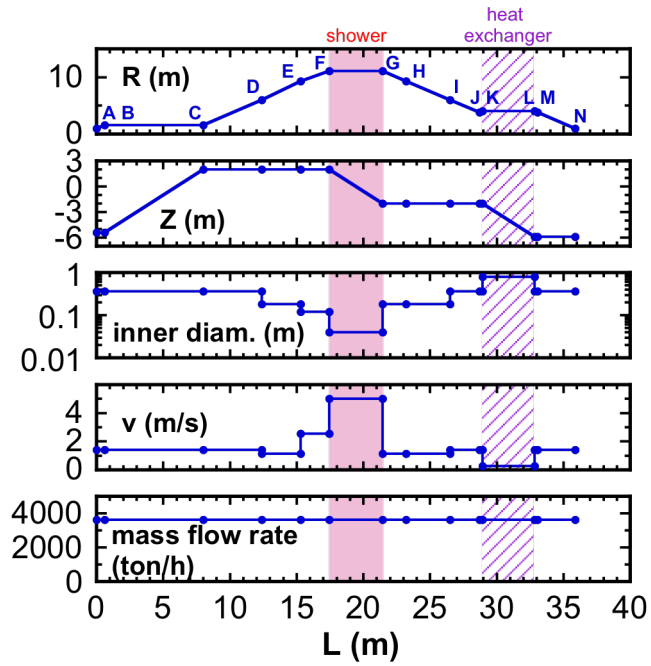 shower
heat
exchanger
10
0
R (m)
A B C D E F G H I J K L M N
3
0
-3
-6
Z (m)
1
0.1
0.01
inner diam. (m)
4
2
0
v (m/s)
4000
2000
0
mass flow rate
(ton/h)
0 5 10 15 20 25 30 35 40
L (m)